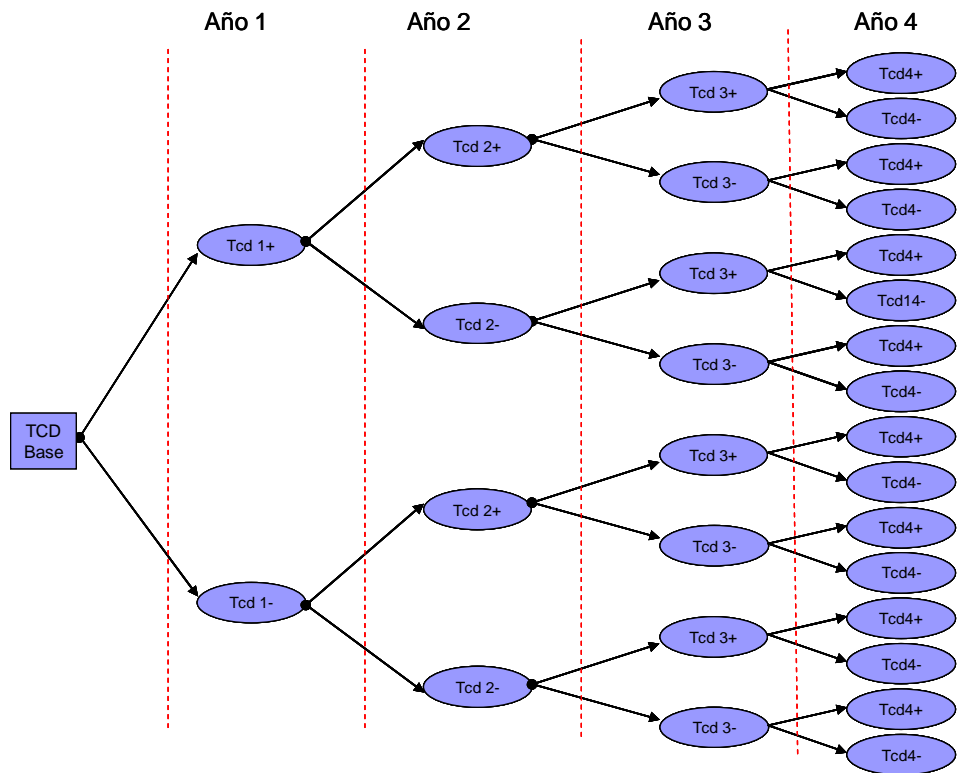 Año 1
Año 2
Año 3
Año 4
TCD
Base
Tcd 1+
Tcd 1-
Tcd 2+
Tcd 2-
Tcd 2+
Tcd 2-
Tcd 3+
Tcd 3-
Tcd 3+
Tcd 3-
Tcd 3+
Tcd 3-
Tcd 3+
Tcd 3-
Tcd4+
Tcd4-
Tcd4+
Tcd4-
Tcd4+
Tcd14-
Tcd4+
Tcd4-
Tcd4+
Tcd4-
Tcd4+
Tcd4-
Tcd4+
Tcd4-
Tcd4+
Tcd4-